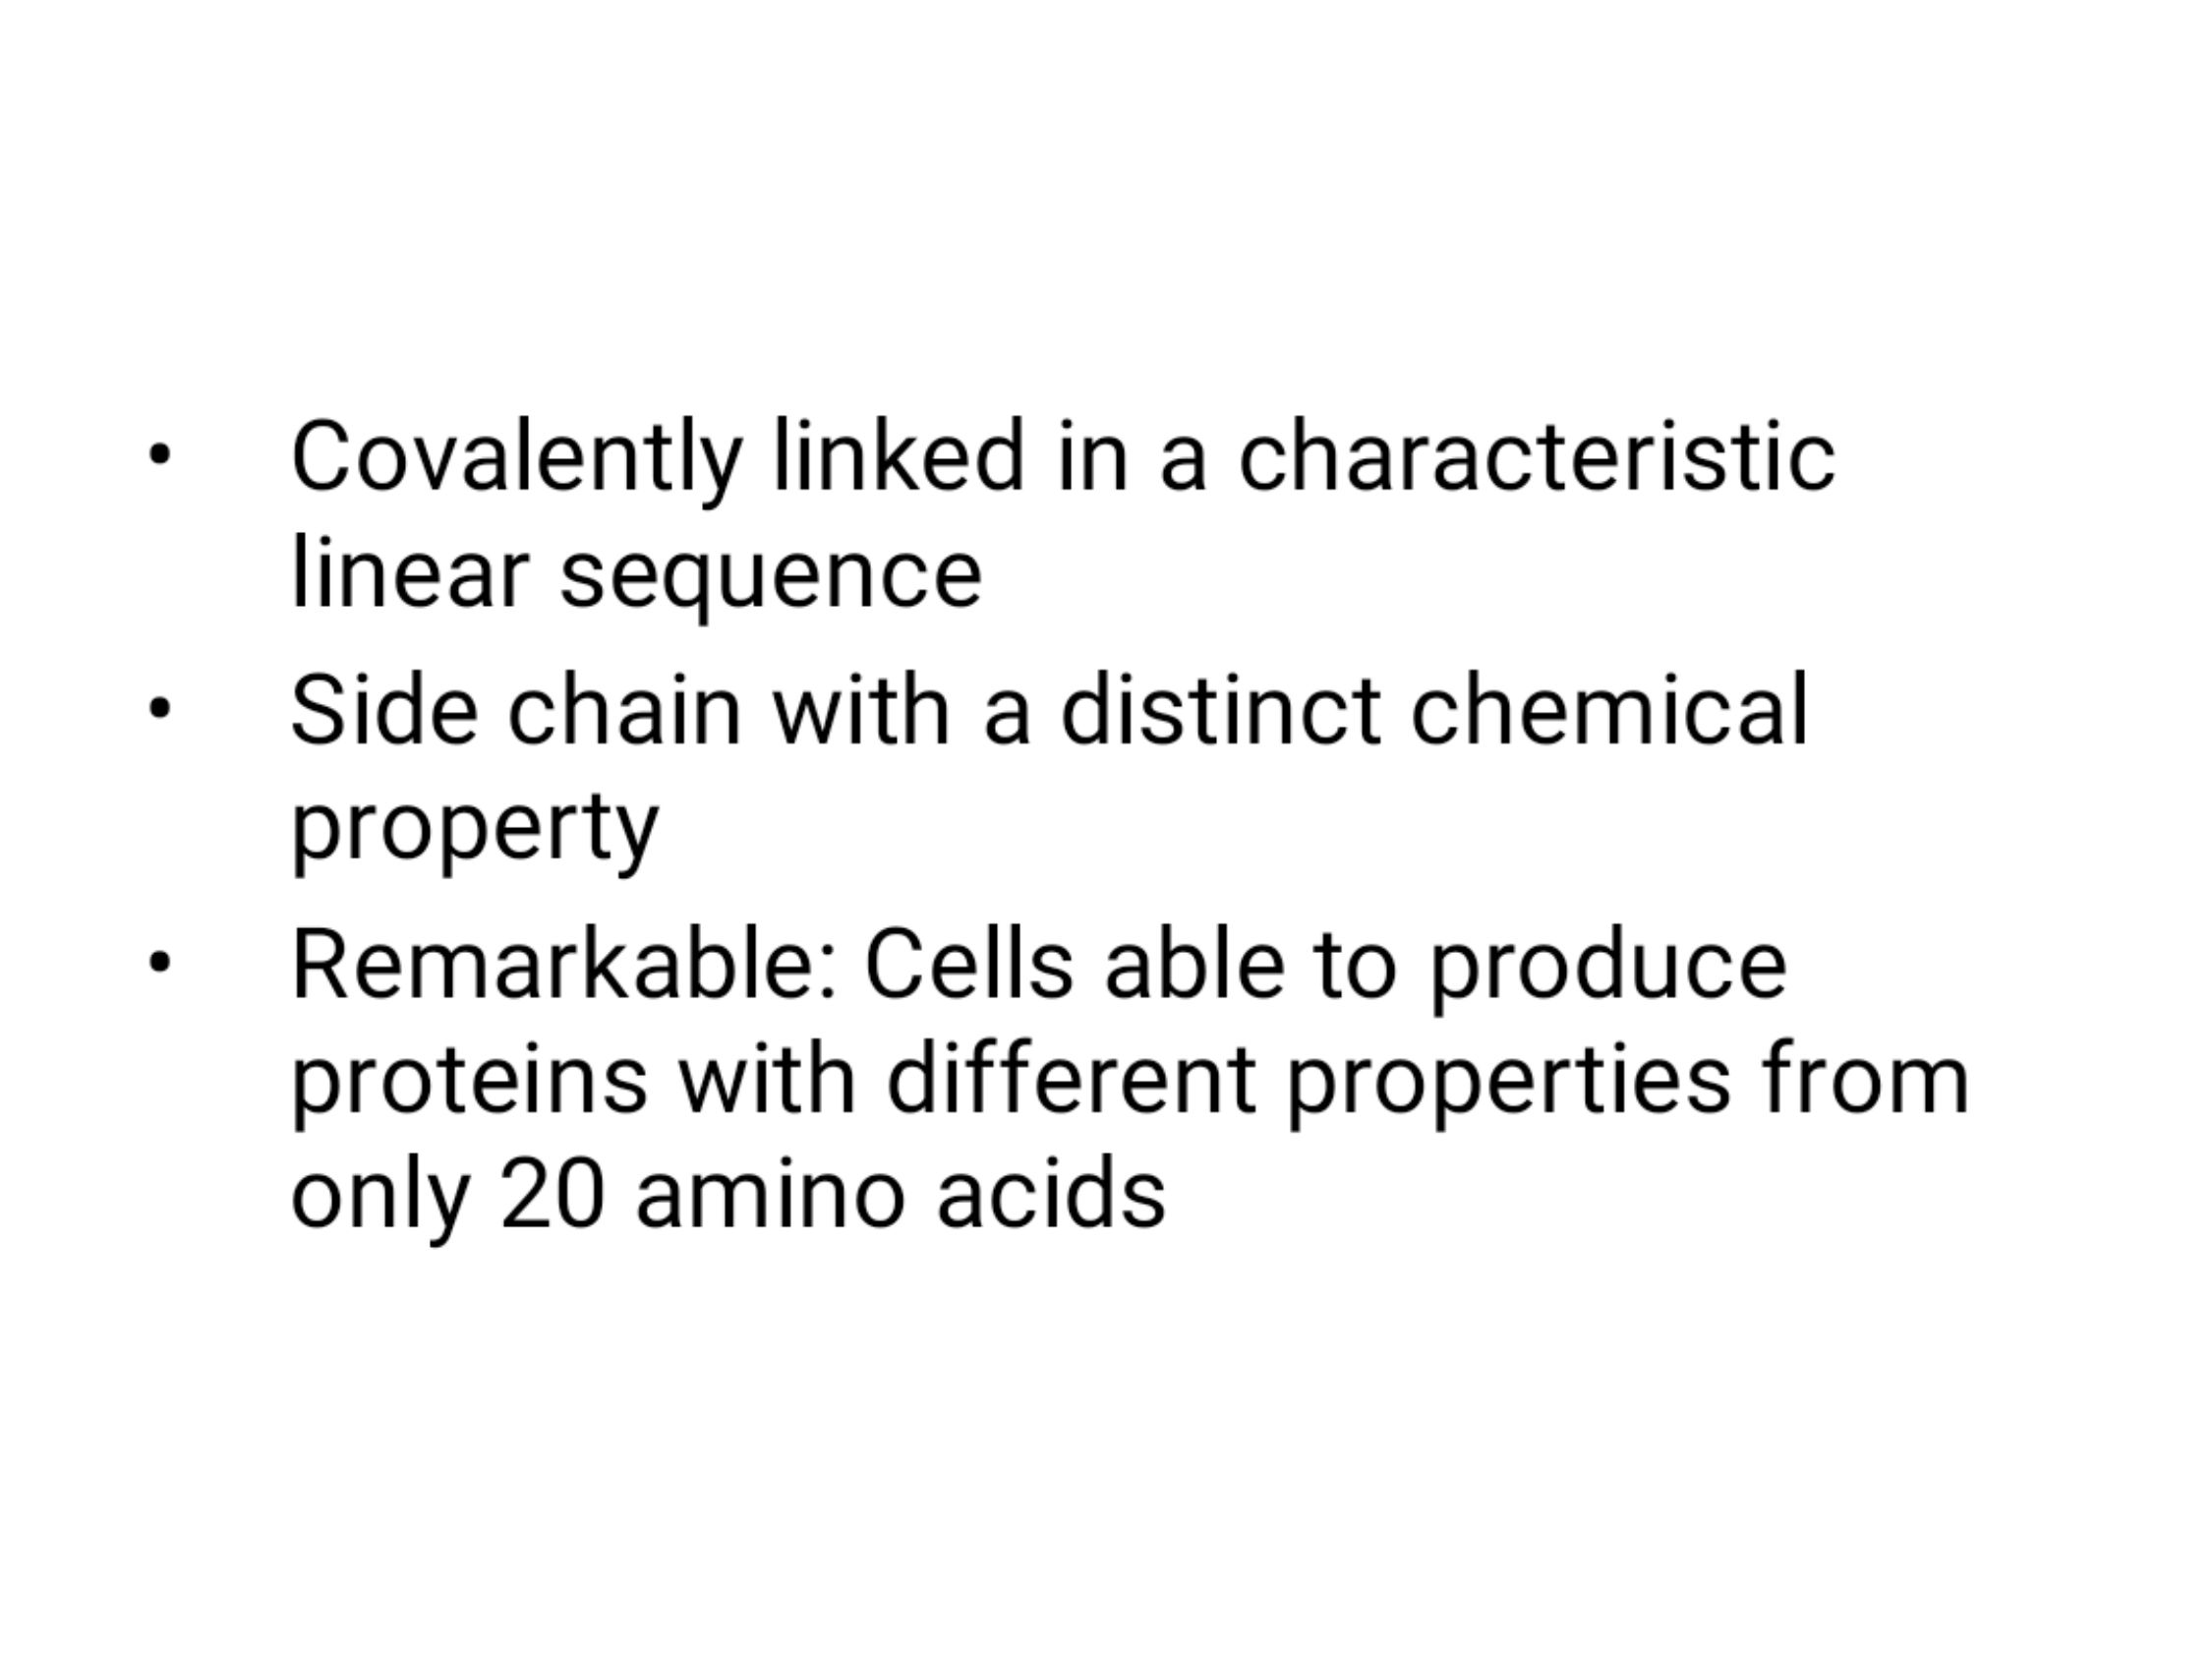 • Covalently linked in a characteristic
linear sequence
• Side chain with a distinct chemical
property
• Remarkable: Cells able to produce
proteins with different properties from
only 20 amino acids